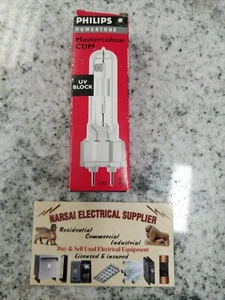 PHILIPS
POWERTONE
Mastercolour
CDM
UV
BLOCK
NARSAI ELECTRICAL SUPPLIER
Residential
Commercial
Industrial
Buy & Sell Used Electrical Equipment
Licensed & insured